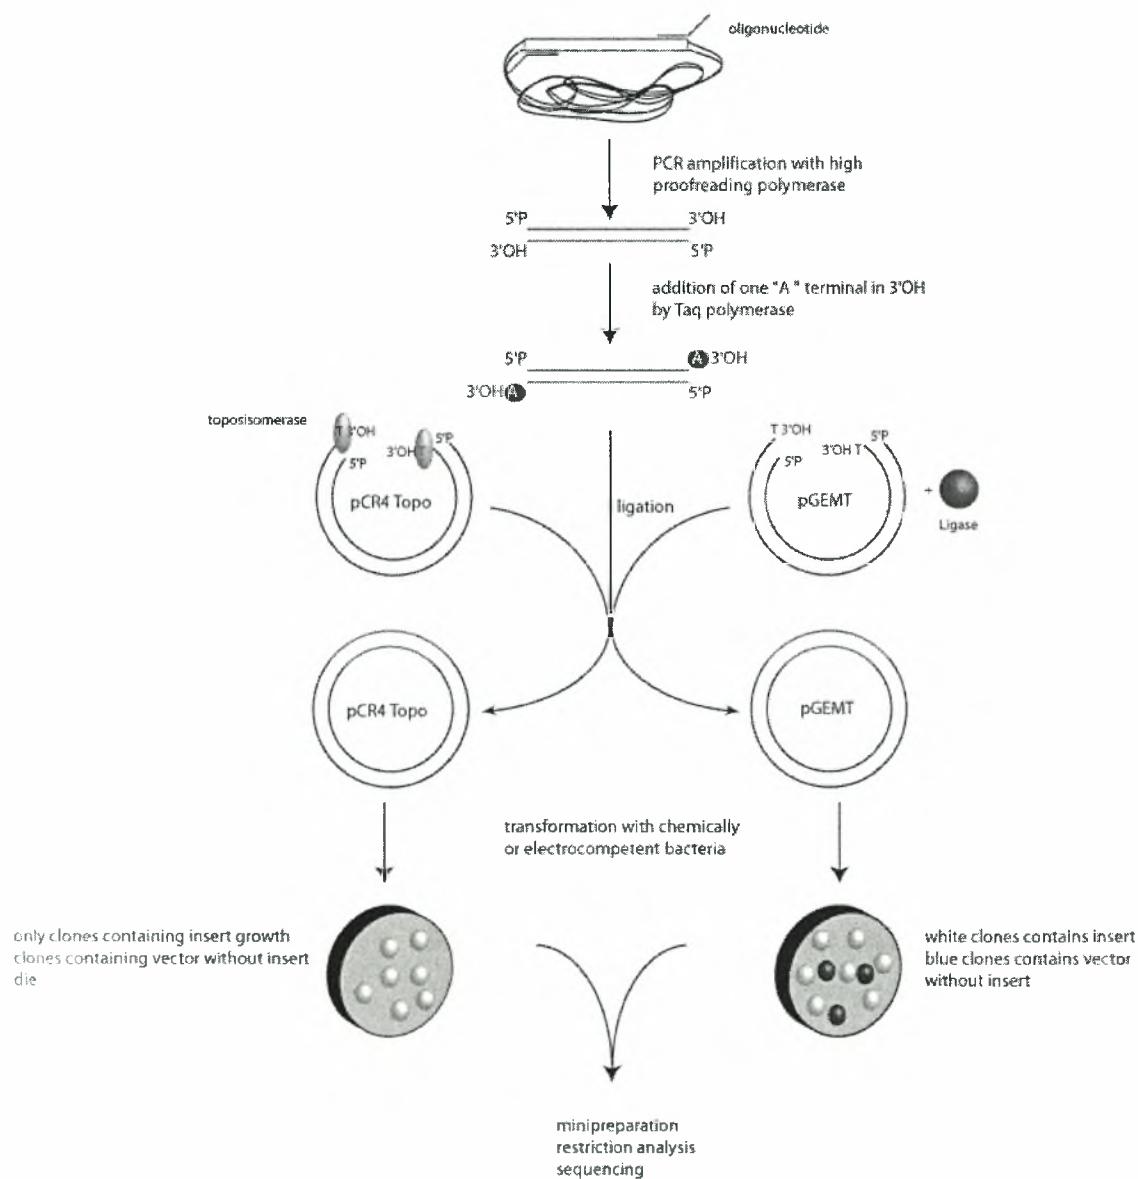 oligonucleotide
PCR amplification with high
proofreading polymerase
5'P
3'OH
3'OH
5'P
addition of one "A" terminal in 3'OH
by Taq polymerase
5'P
A 3'OH
3'OH A
5'P
toposisomerase
T 3'OH
5'P
3'OH T
5'P
pCR4 Topo
ligation
T 3'OH
5'P
3'OH T
5'P
pGEMT
+
Ligase
pCR4 Topo
pGEMT
transformation with chemically
or electrocompetent bacteria
only clones containing insert growth
clones containing vector without insert
die
white clones contains insert
blue clones contains vector
without insert
minipreparation
restriction analysis
sequencing